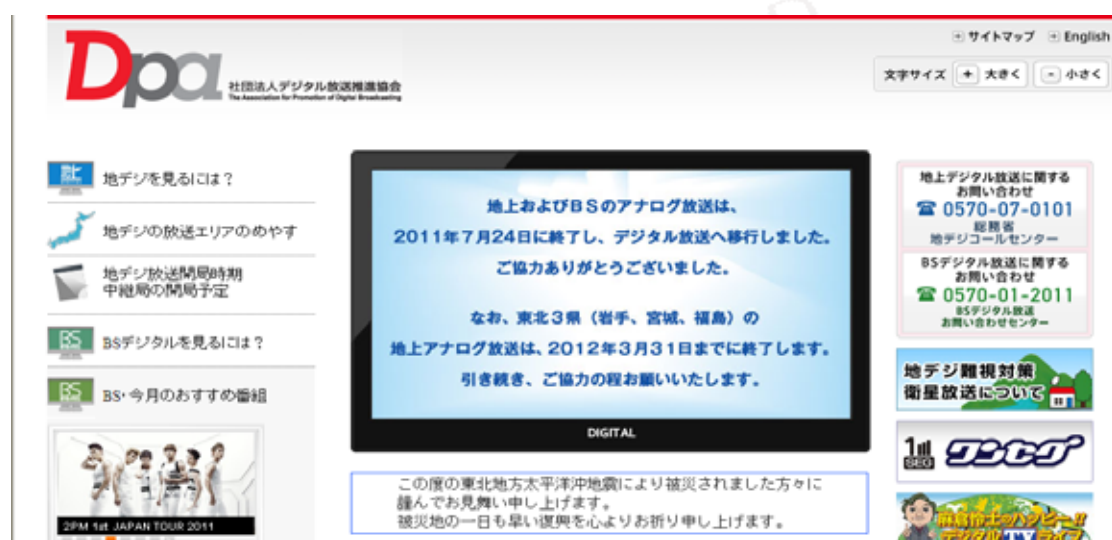 サイトマップ English
Dpa 社団法人デジタル放送推進協会
The Association for Promotion of Digital Broadcasting
文字サイズ + 大きく - 小さく
地デジを見るには？
地デジの放送エリアのめやす
地デジ放送開局時期
中継局の開局予定
BS BSデジタルを見るには？
BS BS・今月のおすすめ番組
2PM 1st JAPAN TOUR 2011
地上およびＢＳのアナログ放送は、
2011年7月24日に終了し、デジタル放送へ移行しました。
ご協力ありがとうございました。
なお、東北３県（岩手、宮城、福島）の
地上アナログ放送は、2012年3月31日までに終了します。
引き続き、ご協力の程お願いいたします。
DIGITAL
この度の東北地方太平洋沖地震により被災されました方々に
謹んでお見舞い申し上げます。
被災地の一日も早い復興を心よりお祈り申し上げます。
地上デジタル放送に関する
お問い合わせ
0570-07-0101
総務省
地デジコールセンター
BSデジタル放送に関する
お問い合わせ
0570-01-2011
BSデジタル放送
お問い合わせセンター
地デジ難視対策
衛星放送について
1SEG ワンセグ